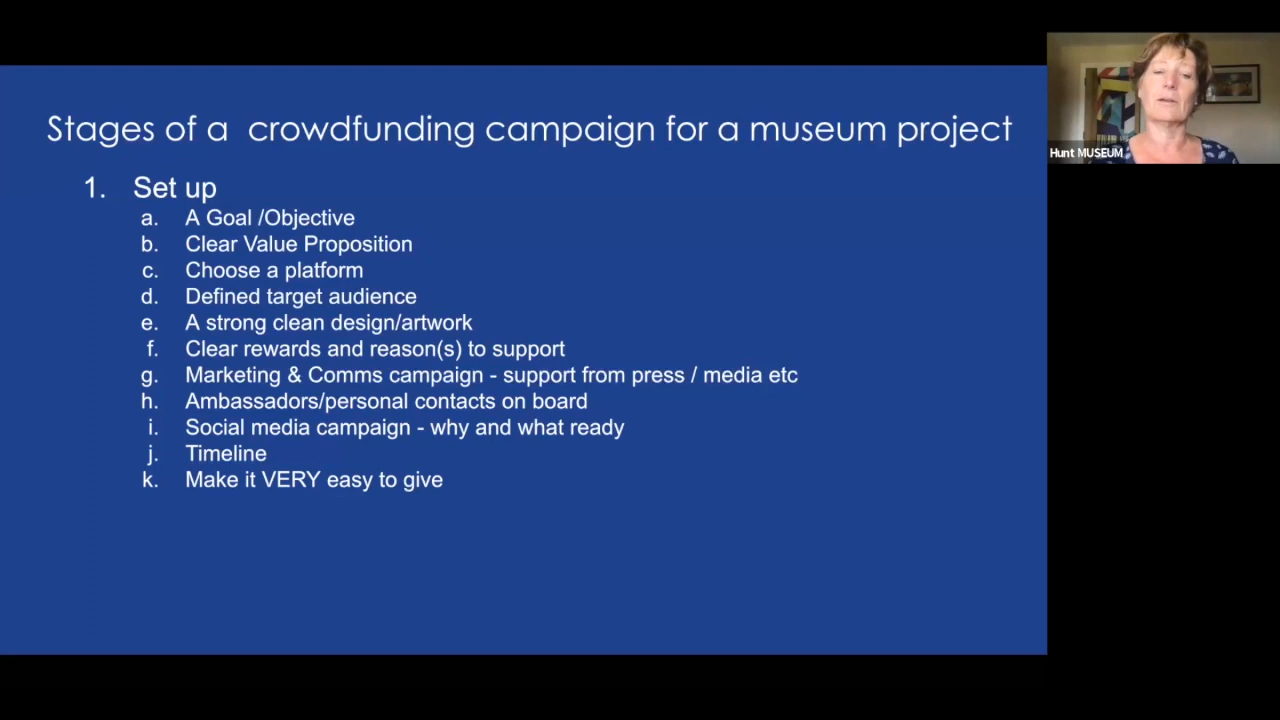 Stages of a  crowdfunding campaign for a museum project
1. Set up
a. A Goal /Objective
b. Clear Value Proposition
c. Choose a platform
d. Defined target audience
e. A strong clean design/artwork
f. Clear rewards and reason(s) to support
g. Marketing & Comms campaign - support from press / media etc
h. Ambassadors/personal contacts on board
i. Social media campaign - why and what ready
j. Timeline
k. Make it VERY easy to give
Hunt MUSEUM